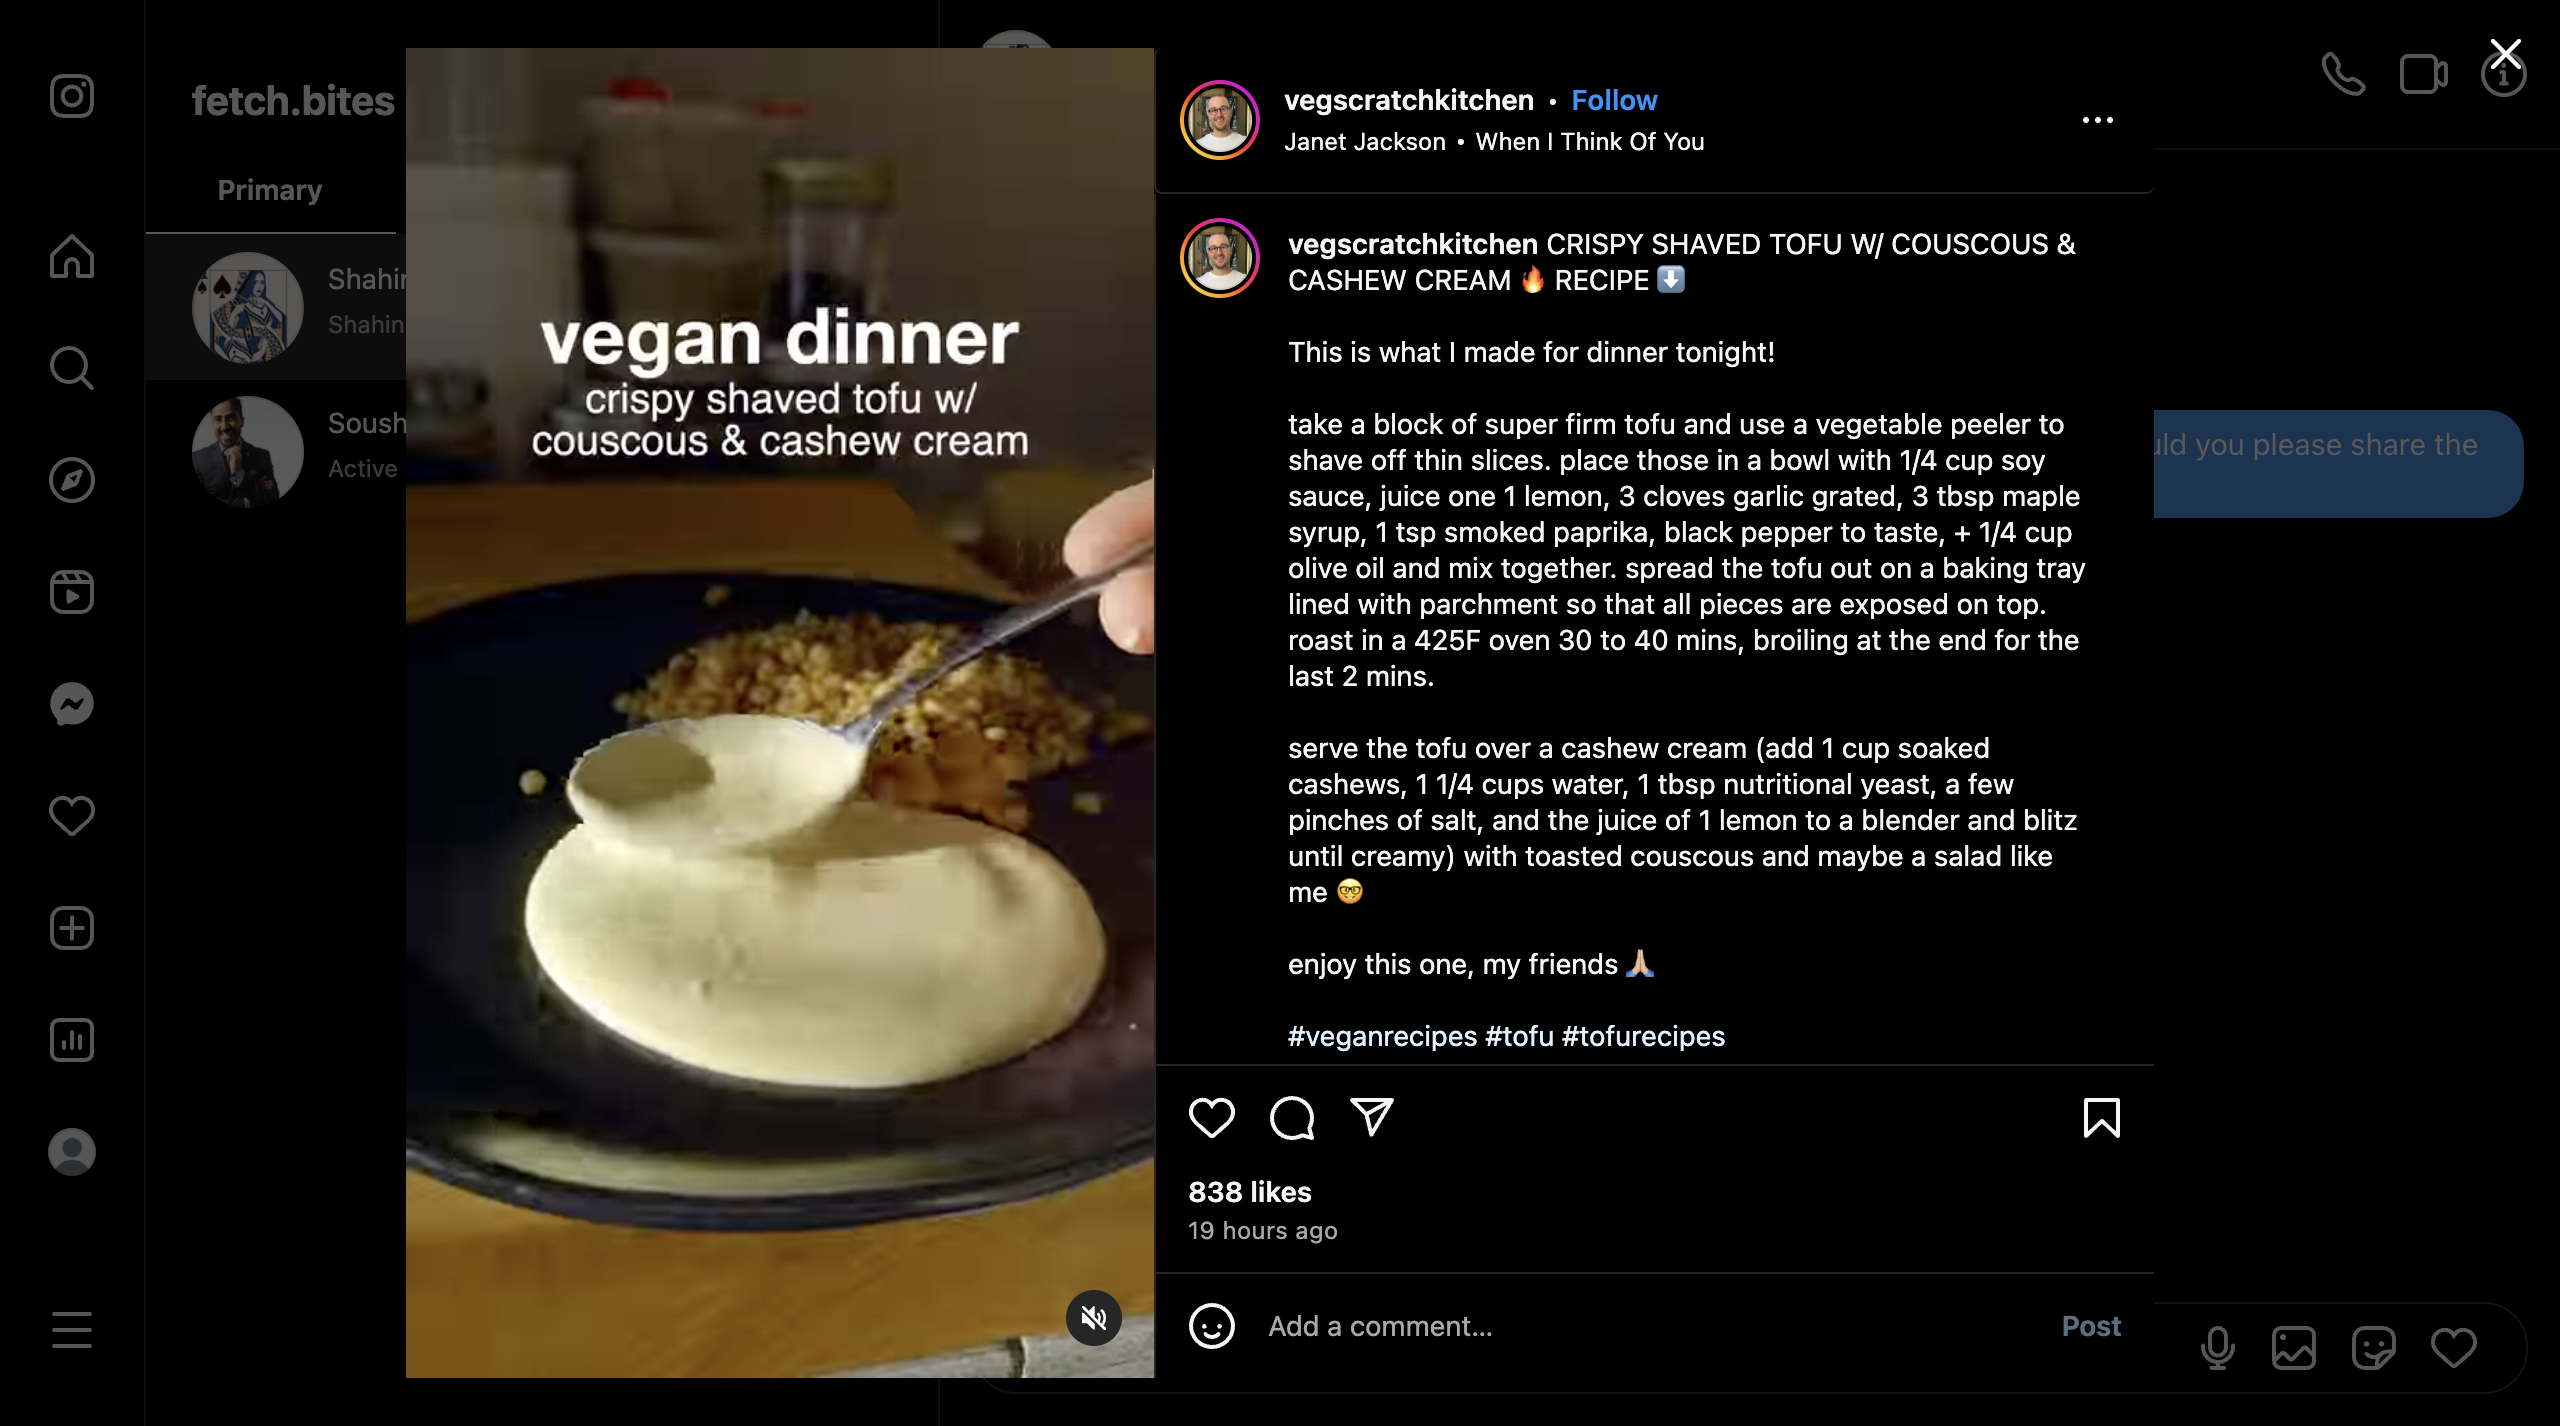 fetch.bites
Primary
Shahin
Soush
Active
vegan dinner
crispy shaved tofu w/
couscous & cashew cream
vegscratchkitchen • Follow
Janet Jackson • When I Think Of You
vegscratchkitchen CRISPY SHAVED TOFU W/ COUSCOUS &
CASHEW CREAM 🔥 RECIPE ⬇️
This is what I made for dinner tonight!
take a block of super firm tofu and use a vegetable peeler to
shave off thin slices. place those in a bowl with 1/4 cup soy
sauce, juice one 1 lemon, 3 cloves garlic grated, 3 tbsp maple
syrup, 1 tsp smoked paprika, black pepper to taste, + 1/4 cup
olive oil and mix together. spread the tofu out on a baking tray
lined with parchment so that all pieces are exposed on top.
roast in a 425F oven 30 to 40 mins, broiling at the end for the
last 2 mins.
serve the tofu over a cashew cream (add 1 cup soaked
cashews, 1 1/4 cups water, 1 tbsp nutritional yeast, a few
pinches of salt, and the juice of 1 lemon to a blender and blitz
until creamy) with toasted couscous and maybe a salad like
me 🤓
enjoy this one, my friends 🙏🏼
#veganrecipes #tofu #tofurecipes
838 likes
19 hours ago
Add a comment...
Post
you please share the